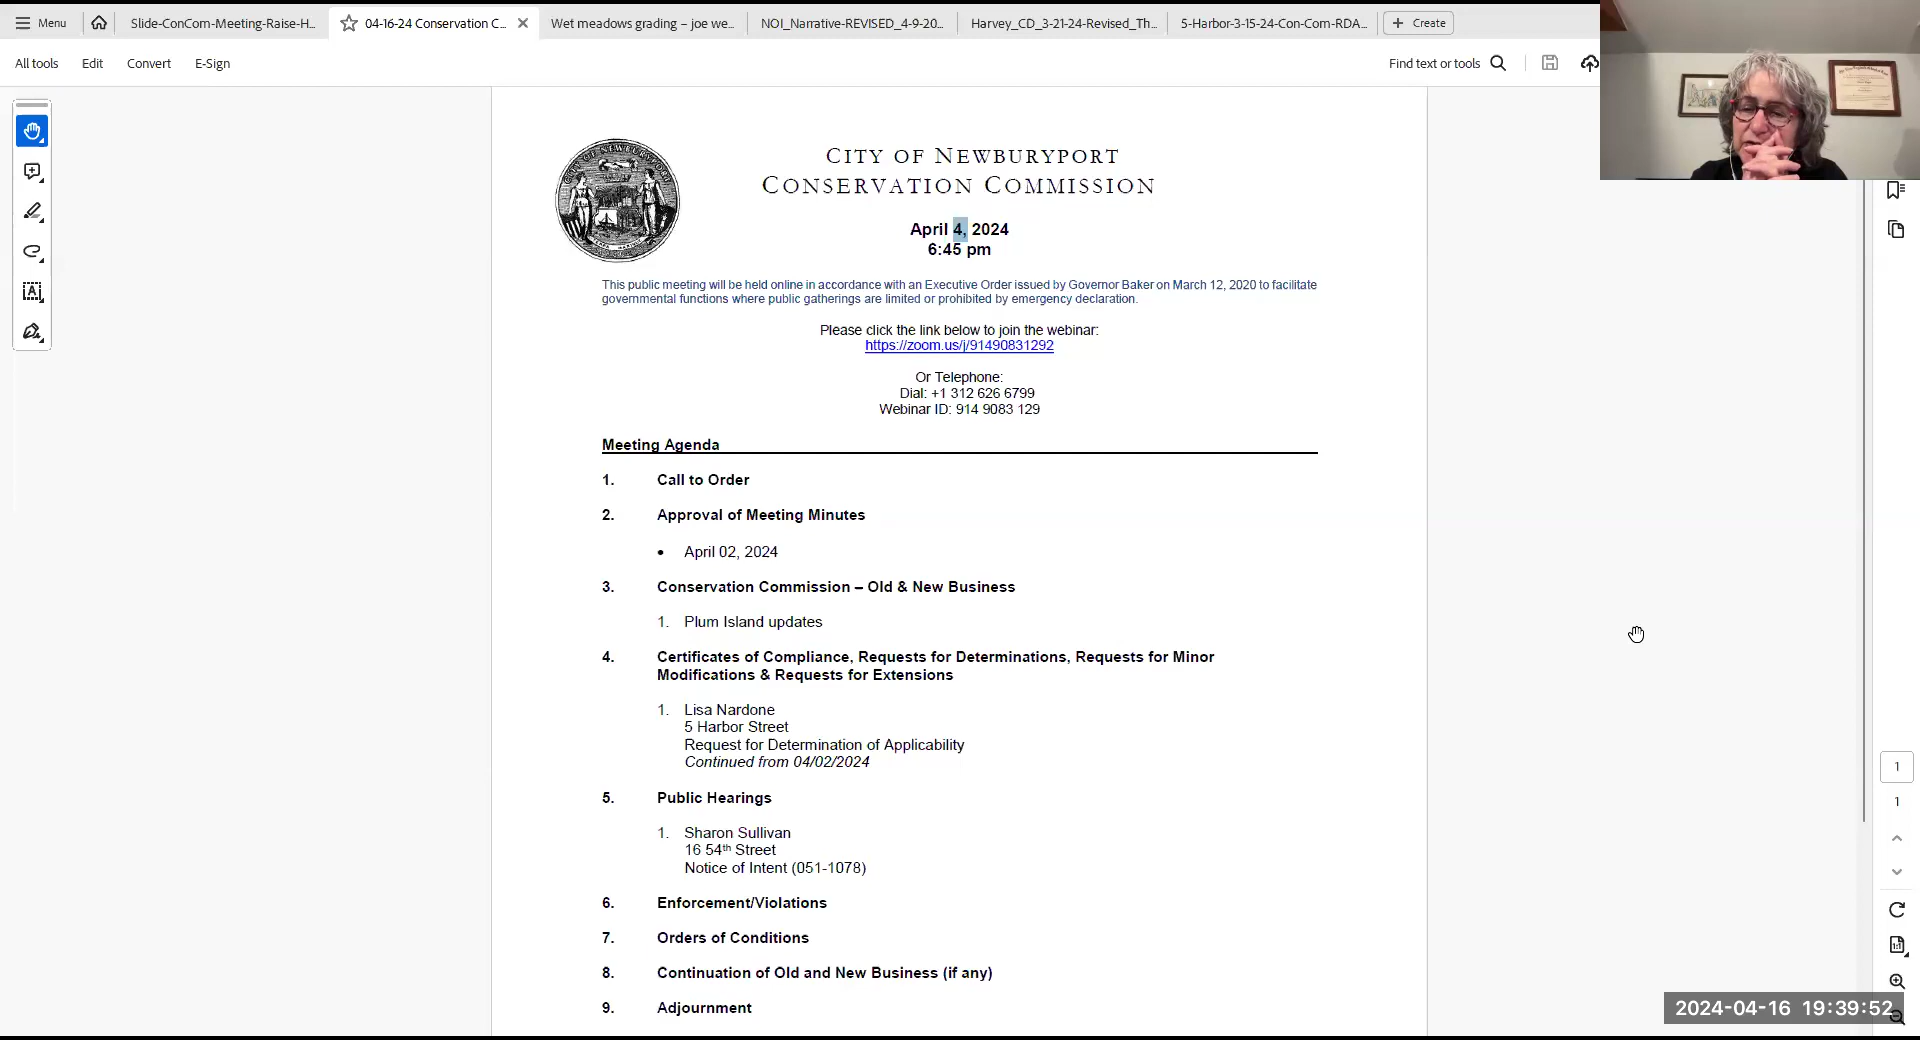 Menu
Slide-ConCom-Meeting-Raise-H...
04-16-24 Conservation C...
Wet meadows grading – joe we...
NOI_Narrative-REVISED_4-9-20...
Harvey_CD_3-21-24-Revised_Th...
5-Harbor-3-15-24-Con-Com-RDA...
Create
All tools
Edit
Convert
E-Sign
Find text or tools
CITY OF NEWBURYPORT
CONSERVATION COMMISSION
April 4, 2024
6:45 pm
This public meeting will be held online in accordance with an Executive Order issued by Governor Baker on March 12, 2020 to facilitate
governmental functions where public gatherings are limited or prohibited by emergency declaration.
Please click the link below to join the webinar:
https://zoom.us/j/91490831292
Or Telephone:
Dial: +1 312 626 6799
Webinar ID: 914 9083 129
Meeting Agenda
1. Call to Order
2. Approval of Meeting Minutes
• April 02, 2024
3. Conservation Commission – Old & New Business
1. Plum Island updates
4. Certificates of Compliance, Requests for Determinations, Requests for Minor
Modifications & Requests for Extensions
1. Lisa Nardone
5 Harbor Street
Request for Determination of Applicability
Continued from 04/02/2024
5. Public Hearings
1. Sharon Sullivan
16 54th Street
Notice of Intent (051-1078)
6. Enforcement/Violations
7. Orders of Conditions
8. Continuation of Old and New Business (if any)
9. Adjournment
1
1
2024-04-16 19:39:52